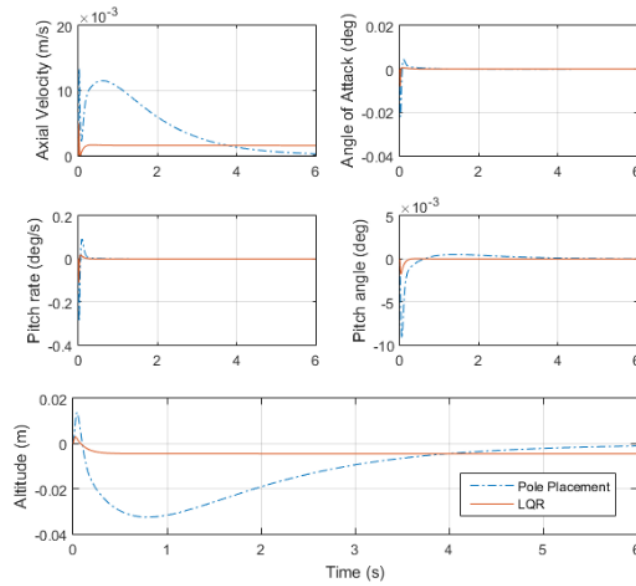 ×10⁻³
20
10
0
Axial Velocity (m/s)
0 2 4 6
0.02
0
-0.02
-0.04
Angle of Attack (deg)
0 2 4 6
0.2
0
-0.2
-0.4
Pitch rate (deg/s)
0 2 4 6
×10⁻³
5
0
-5
-10
Pitch angle (deg)
0 2 4 6
0.02
0
-0.02
-0.04
Altitude (m)
Pole Placement
LQR
0 1 2 3 4 5 6
Time (s)